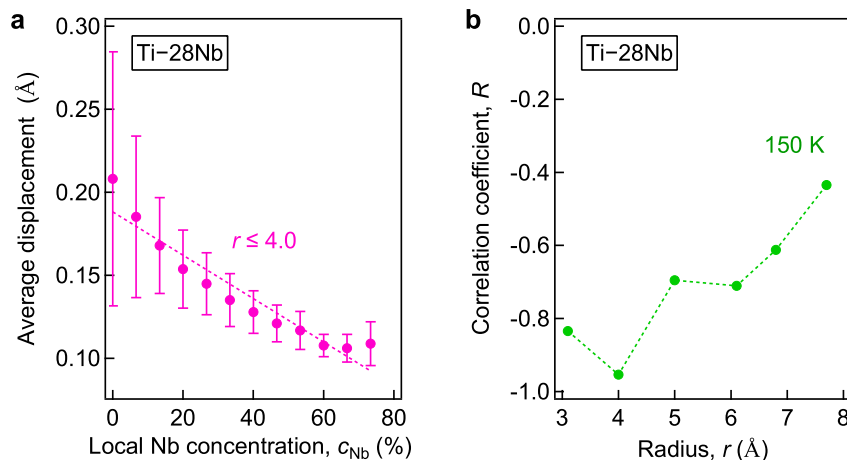 a
Ti−28Nb
Average displacement (Å)
0.30
0.25
0.20
0.15
0.10
r ≤ 4.0
0
20
40
60
80
Local Nb concentration, cNb (%)
b
Ti−28Nb
Correlation coefficient, R
0.0
-0.2
-0.4
-0.6
-0.8
-1.0
150 K
3
4
5
6
7
8
Radius, r (Å)